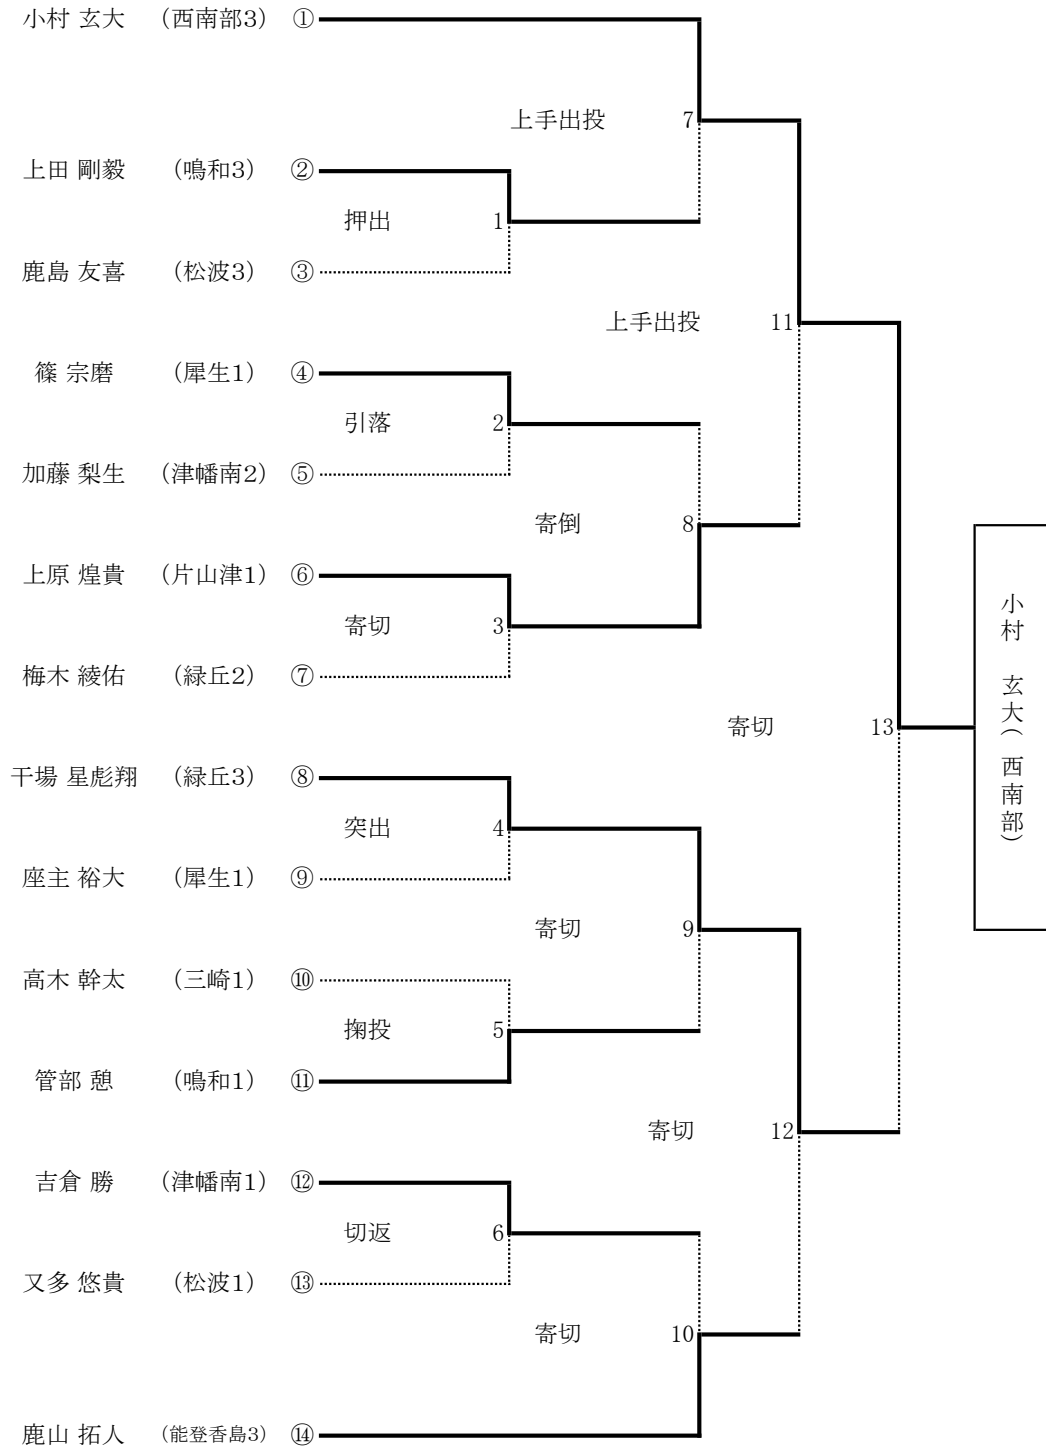 小村 玄大 （西南部3） ①
上手出投 7
上田 剛毅 （鳴和3） ②
押出 1
鹿島 友喜 （松波3） ③
上手出投 11
篠 宗磨 （犀生1） ④
引落 2
加藤 梨生 （津幡南2） ⑤
寄倒 8
上原 煌貴 （片山津1） ⑥
寄切 3
梅木 綾佑 （緑丘2） ⑦
寄切 13
小村 玄大（西南部）
干場 星彪翔 （緑丘3） ⑧
突出 4
座主 裕大 （犀生1） ⑨
寄切 9
高木 幹太 （三崎1） ⑩
掬投 5
管部 憩 （鳴和1） ⑪
寄切 12
吉倉 勝 （津幡南1） ⑫
切返 6
又多 悠貴 （松波1） ⑬
寄切 10
鹿山 拓人 （能登香島3） ⑭